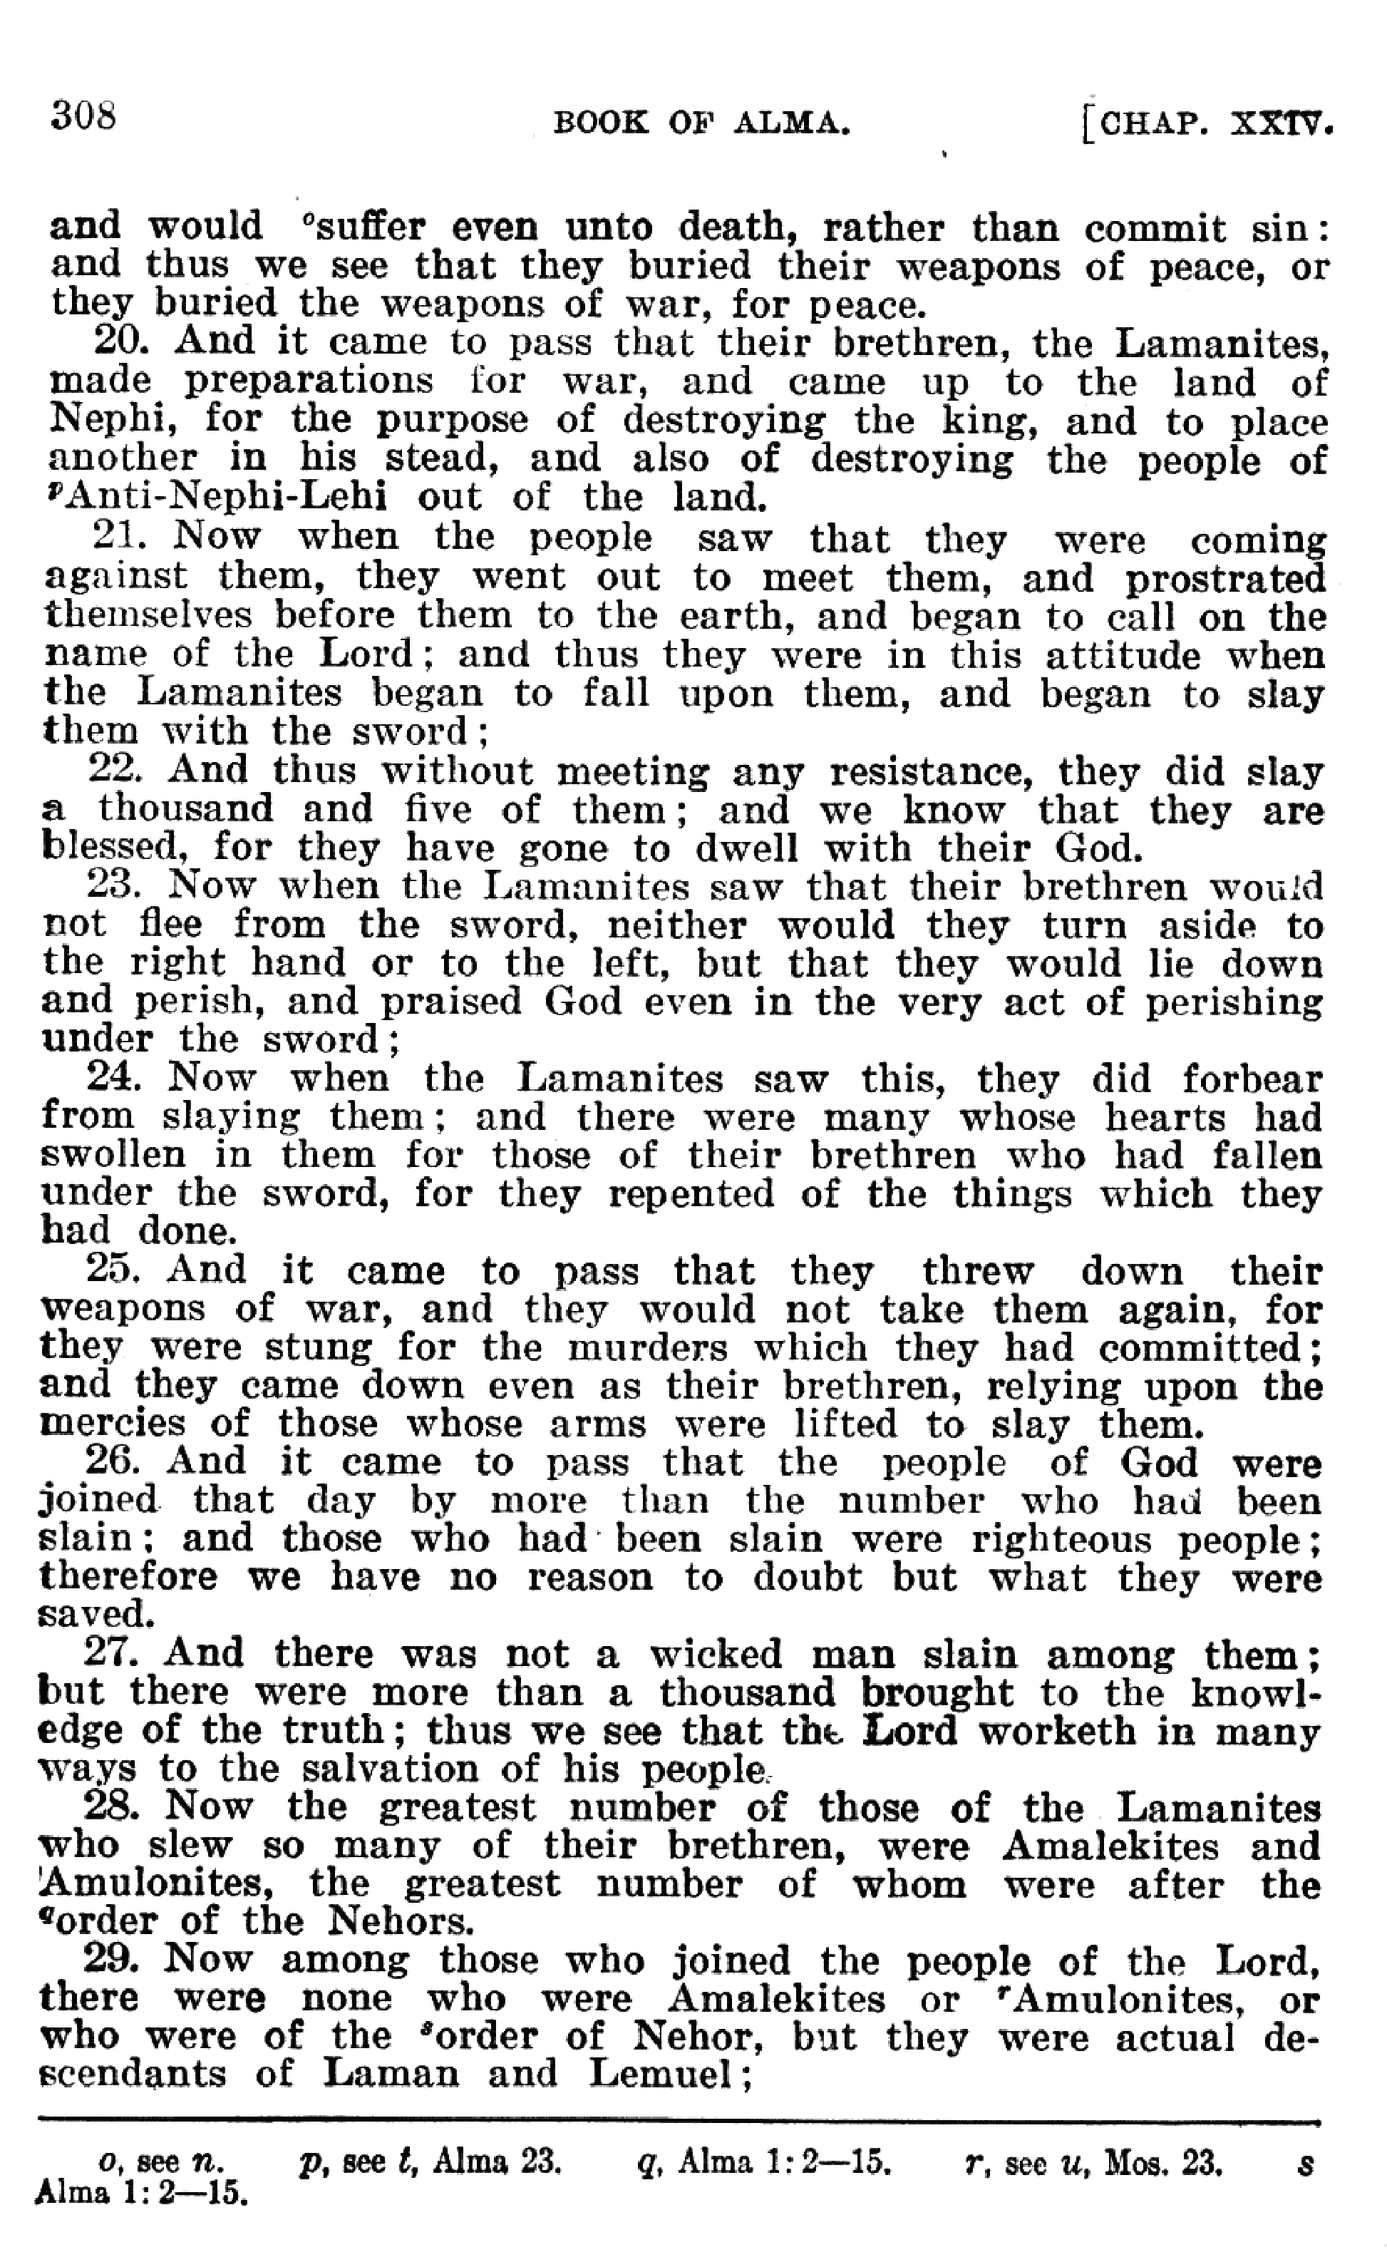 308 BOOK OF ALMA. [CHAP. XXIV.
and would ᵒsuffer even unto death, rather than commit sin:
and thus we see that they buried their weapons of peace, or
they buried the weapons of war, for peace.
20. And it came to pass that their brethren, the Lamanites,
made preparations for war, and came up to the land of
Nephi, for the purpose of destroying the king, and to place
another in his stead, and also of destroying the people of
ᵖAnti-Nephi-Lehi out of the land.
21. Now when the people saw that they were coming
against them, they went out to meet them, and prostrated
themselves before them to the earth, and began to call on the
name of the Lord; and thus they were in this attitude when
the Lamanites began to fall upon them, and began to slay
them with the sword;
22. And thus without meeting any resistance, they did slay
a thousand and five of them; and we know that they are
blessed, for they have gone to dwell with their God.
23. Now when the Lamanites saw that their brethren would
not flee from the sword, neither would they turn aside to
the right hand or to the left, but that they would lie down
and perish, and praised God even in the very act of perishing
under the sword;
24. Now when the Lamanites saw this, they did forbear
from slaying them; and there were many whose hearts had
swollen in them for those of their brethren who had fallen
under the sword, for they repented of the things which they
had done.
25. And it came to pass that they threw down their
weapons of war, and they would not take them again, for
they were stung for the murders which they had committed;
and they came down even as their brethren, relying upon the
mercies of those whose arms were lifted to slay them.
26. And it came to pass that the people of God were
joined that day by more than the number who had been
slain; and those who had been slain were righteous people;
therefore we have no reason to doubt but what they were
saved.
27. And there was not a wicked man slain among them;
but there were more than a thousand brought to the knowl-
edge of the truth; thus we see that the Lord worketh in many
ways to the salvation of his people.
28. Now the greatest number of those of the Lamanites
who slew so many of their brethren, were Amalekites and
'Amulonites, the greatest number of whom were after the
𐞥order of the Nehors.
29. Now among those who joined the people of the Lord,
there were none who were Amalekites or ʳAmulonites, or
who were of the ˢorder of Nehor, but they were actual de-
scendants of Laman and Lemuel;
o, see n. p, see t, Alma 23. q, Alma 1: 2—15. r, see u, Mos. 23. s
Alma 1: 2—15.